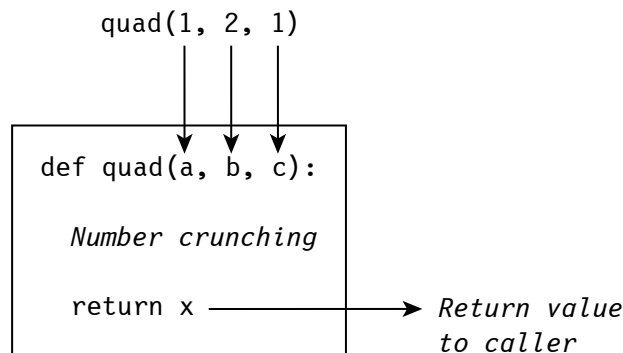 quad(1, 2, 1)
def quad(a, b, c):
Number crunching
return x
Return value
to caller